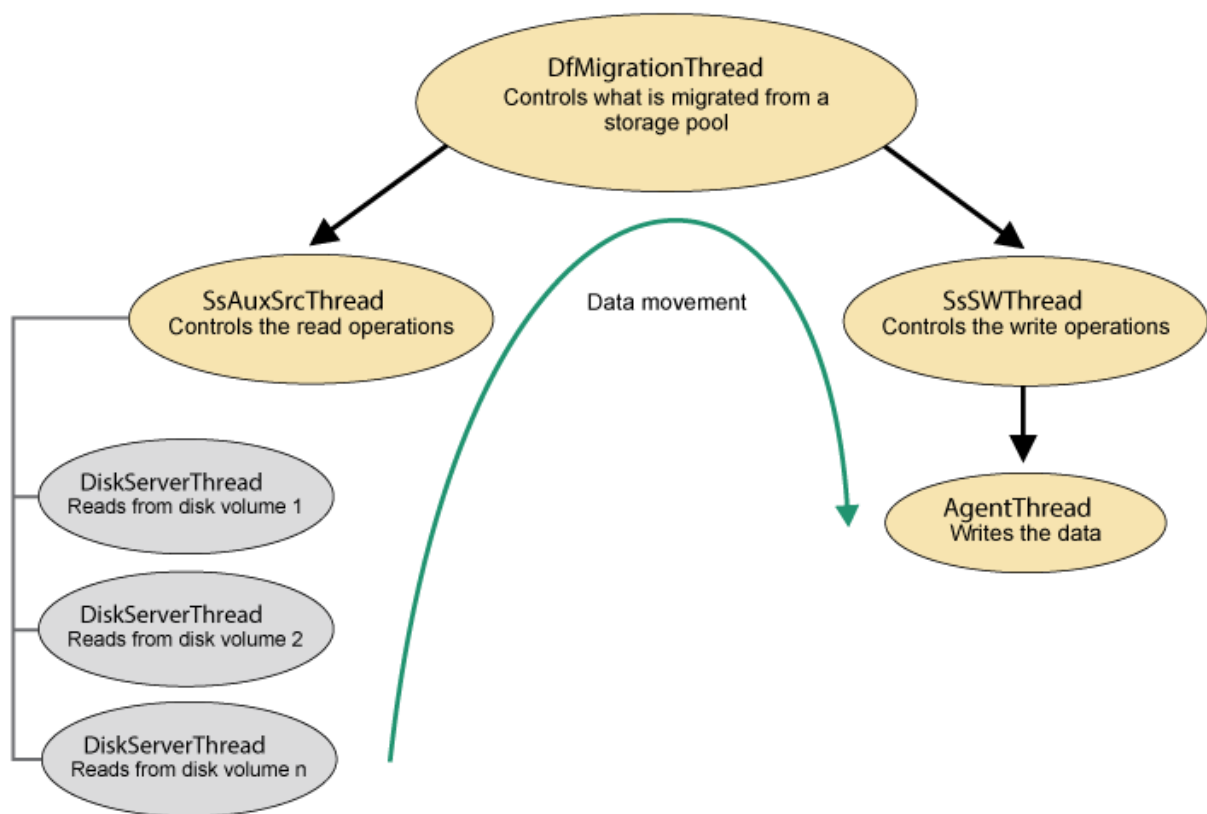 DfMigrationThread
Controls what is migrated from a
storage pool
SsAuxSrcThread
Controls the read operations
Data movement
SsSWThread
Controls the write operations
DiskServerThread
Reads from disk volume 1
AgentThread
Writes the data
DiskServerThread
Reads from disk volume 2
DiskServerThread
Reads from disk volume n